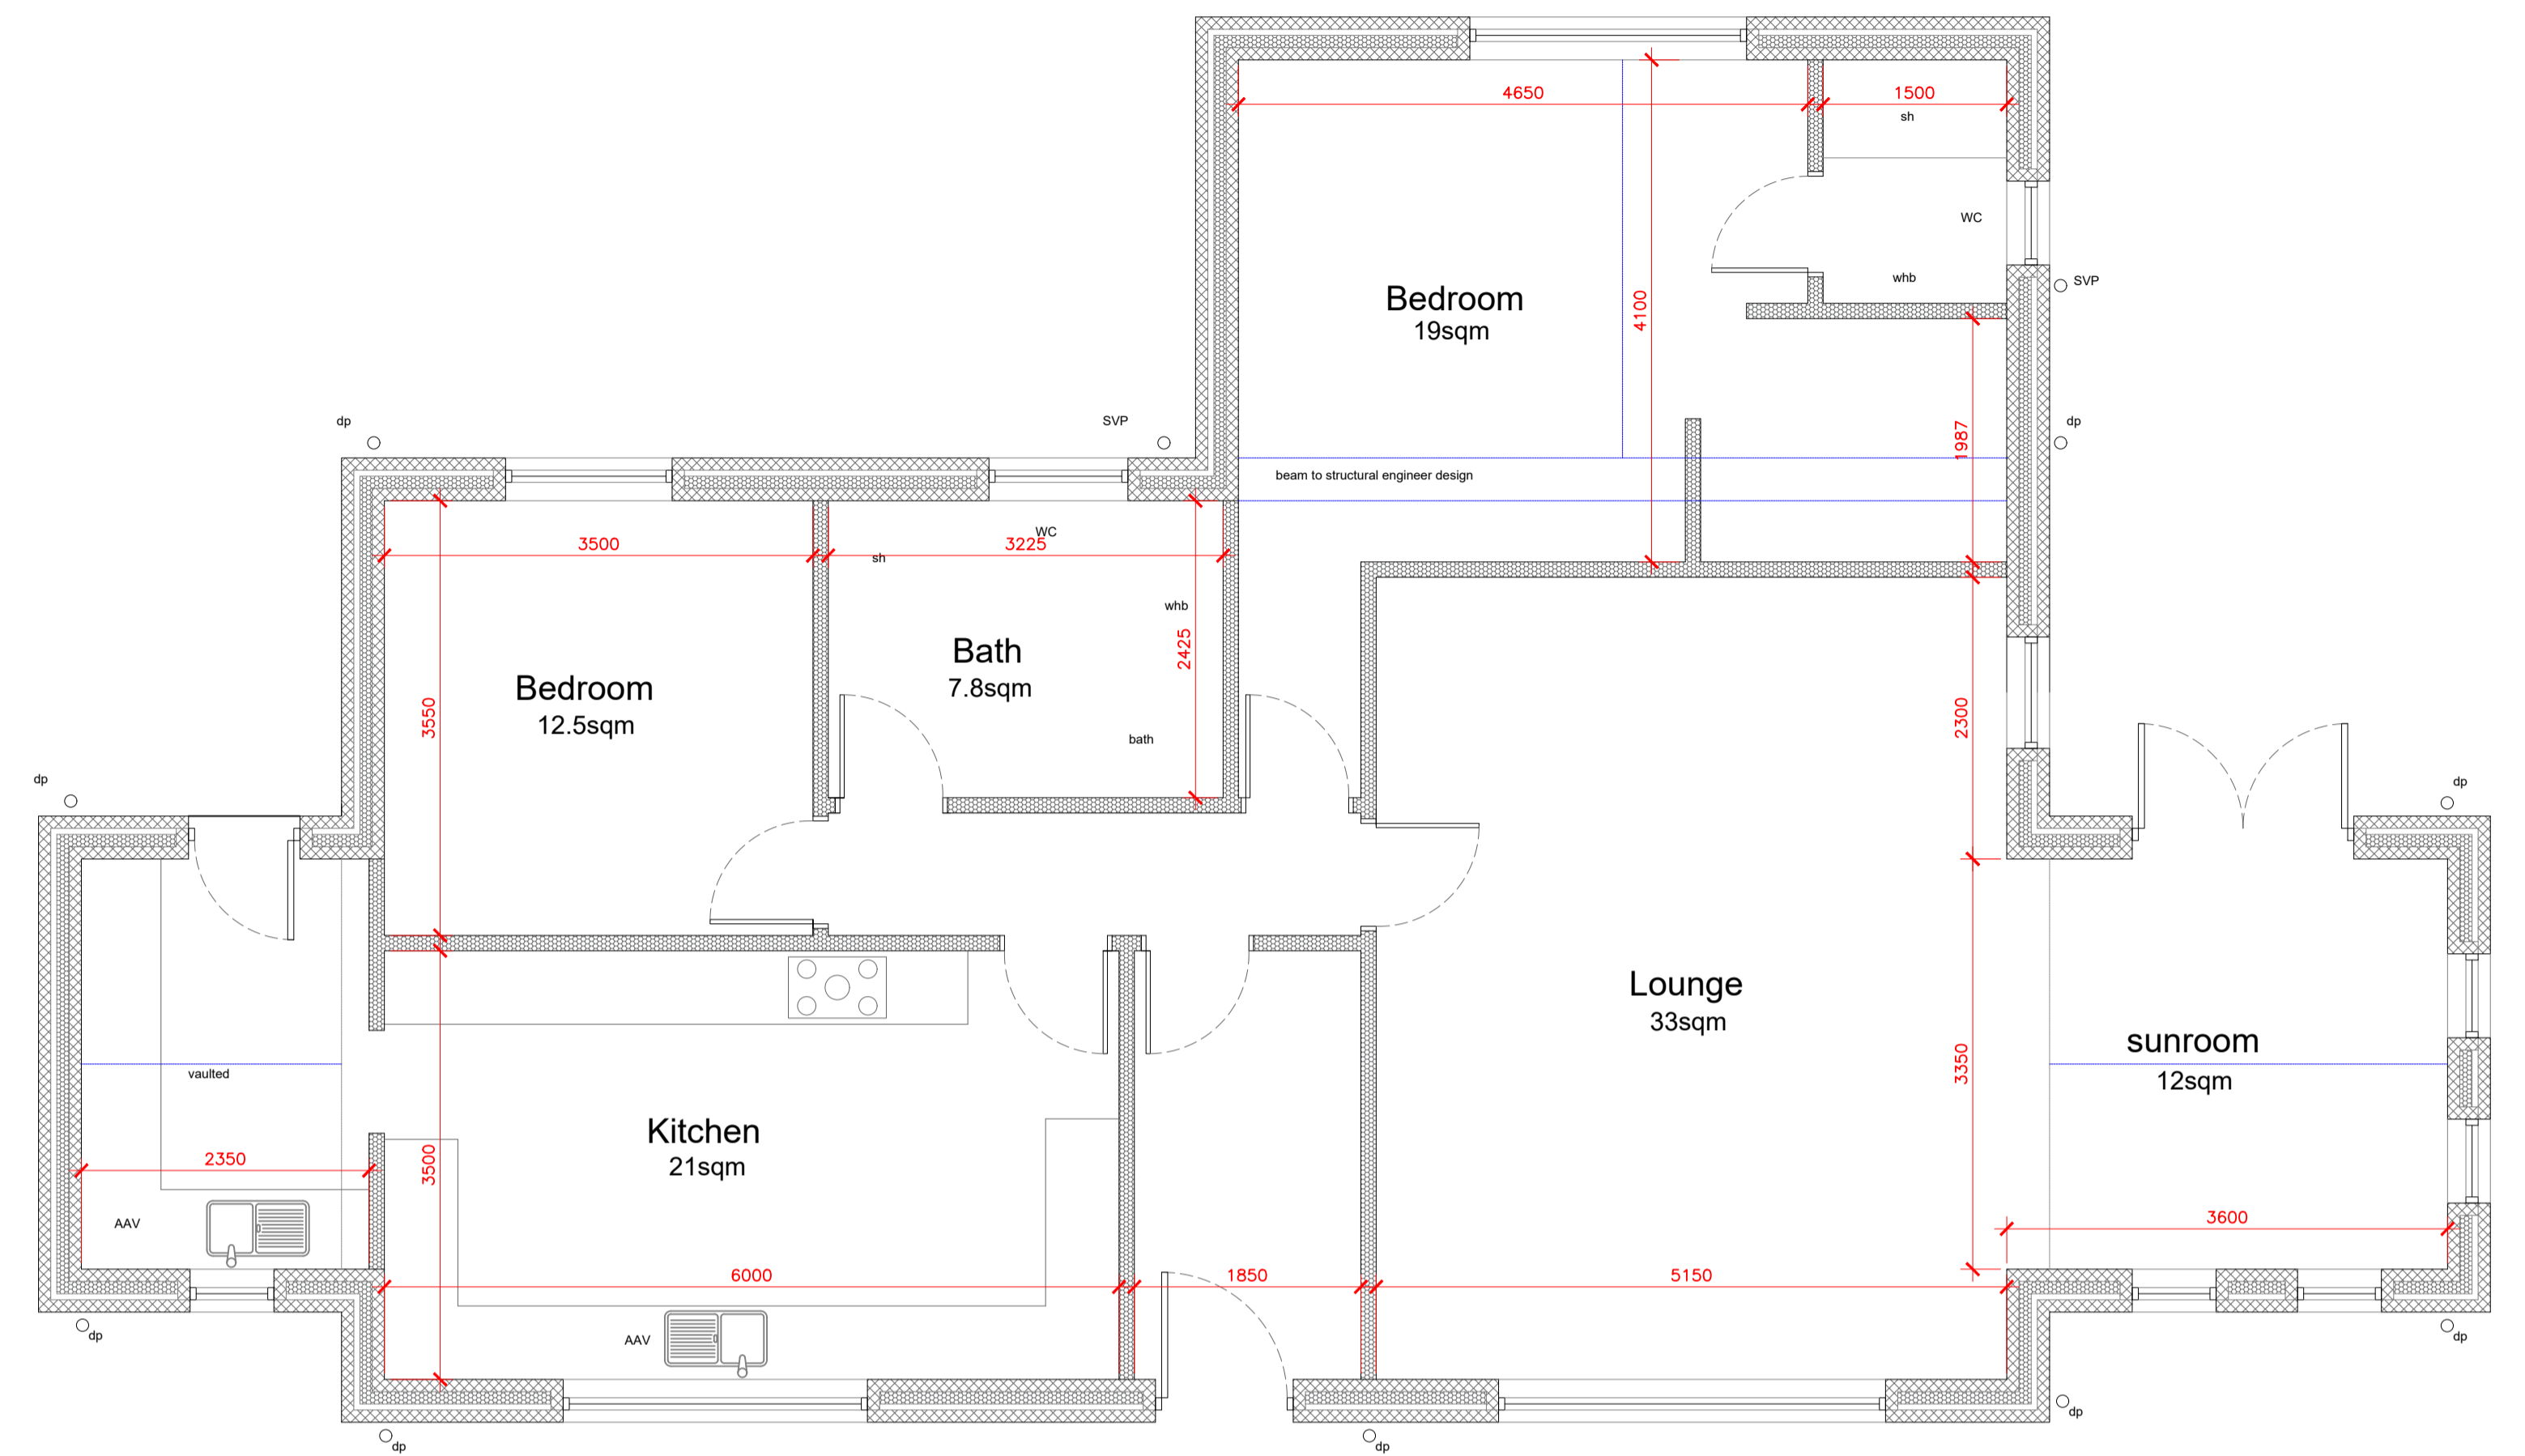 4650
1500
sh
WC
whb
SVP
Bedroom
19sqm
4100
1987
dp
dp
SVP
beam to structural engineer design
3500
3225
WC
sh
whb
2425
Bath
7.8sqm
bath
Bedroom
12.5sqm
3550
2300
dp
dp
Lounge
33sqm
sunroom
12sqm
3350
vaulted
Kitchen
21sqm
3500
2350
AAV
3600
6000
1850
5150
AAV
dp
dp
dp
dp
dp